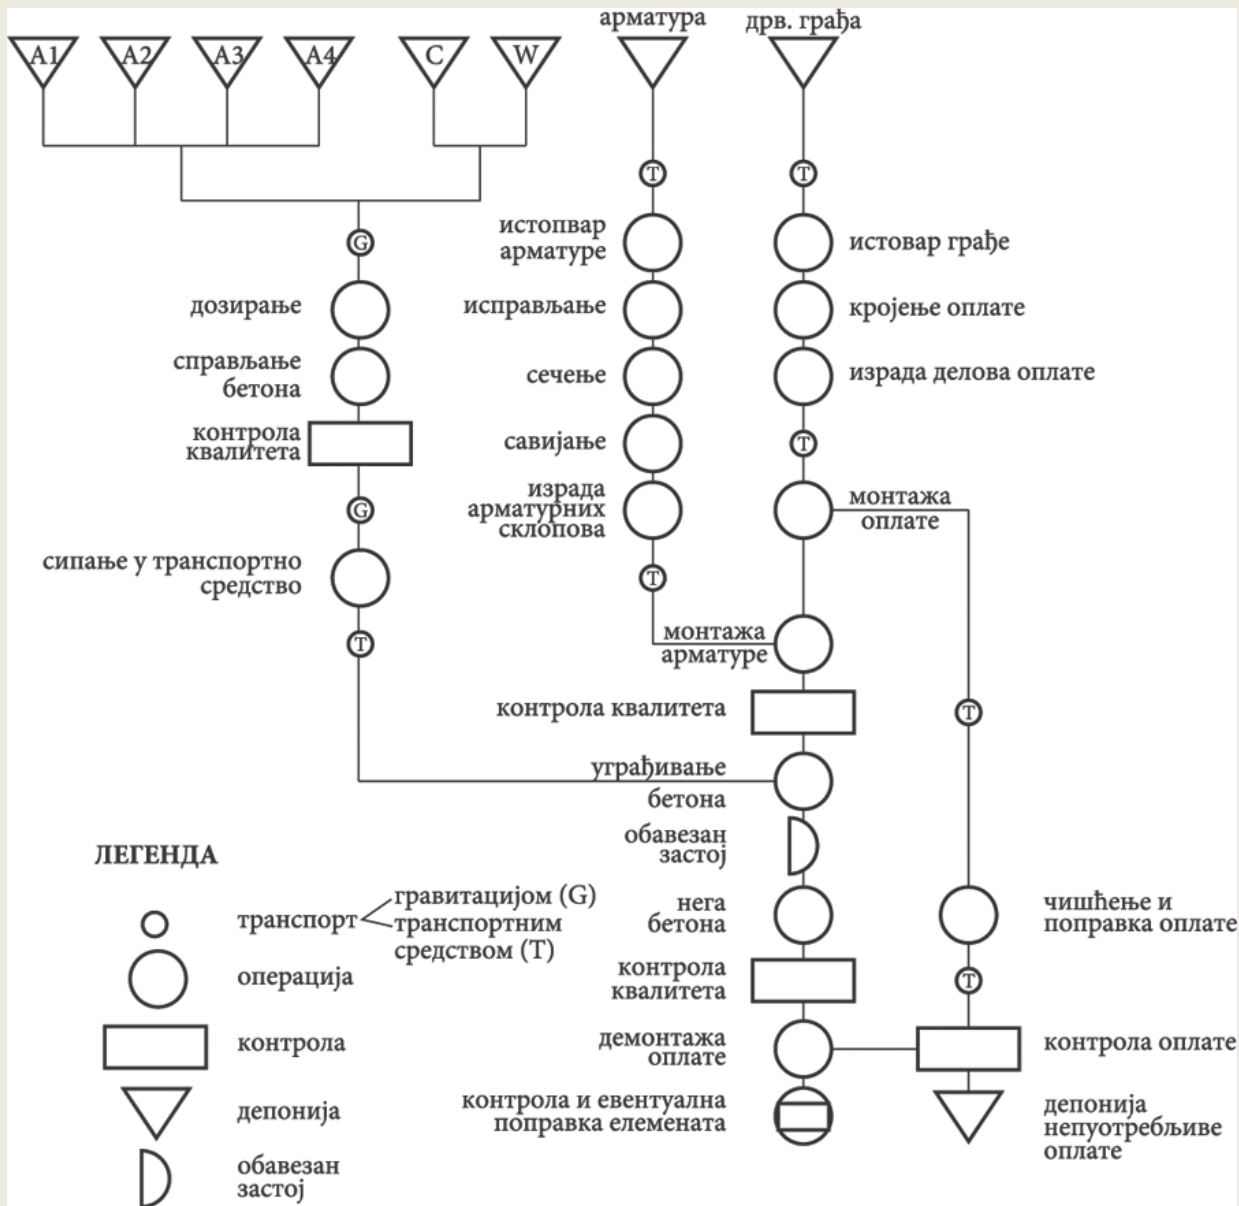 арматура
дрв. грађа
A1
A2
A3
A4
C
W
T
T
истопвар
арматуре
истовар грађе
G
дозирање
исправљање
кројење оплате
справљање
бетона
сечење
израда делова оплате
контрола
квалитета
савијање
T
G
израда
арматурних
склопова
монтажа
оплате
сипање у транспортно
средство
T
T
монтажа
арматуре
контрола квалитета
T
уграђивање
бетона
обавезан
застој
ЛЕГЕНДА
транспорт
гравитацијом (G)
транспортним
средством (T)
нега
бетона
чишћење и
поправка оплате
операција
контрола
квалитета
T
контрола
демонтажа
оплате
контрола оплате
депонија
контрола и евентуална
поправка елемената
депонија
непуотребљиве
оплате
обавезан
застој